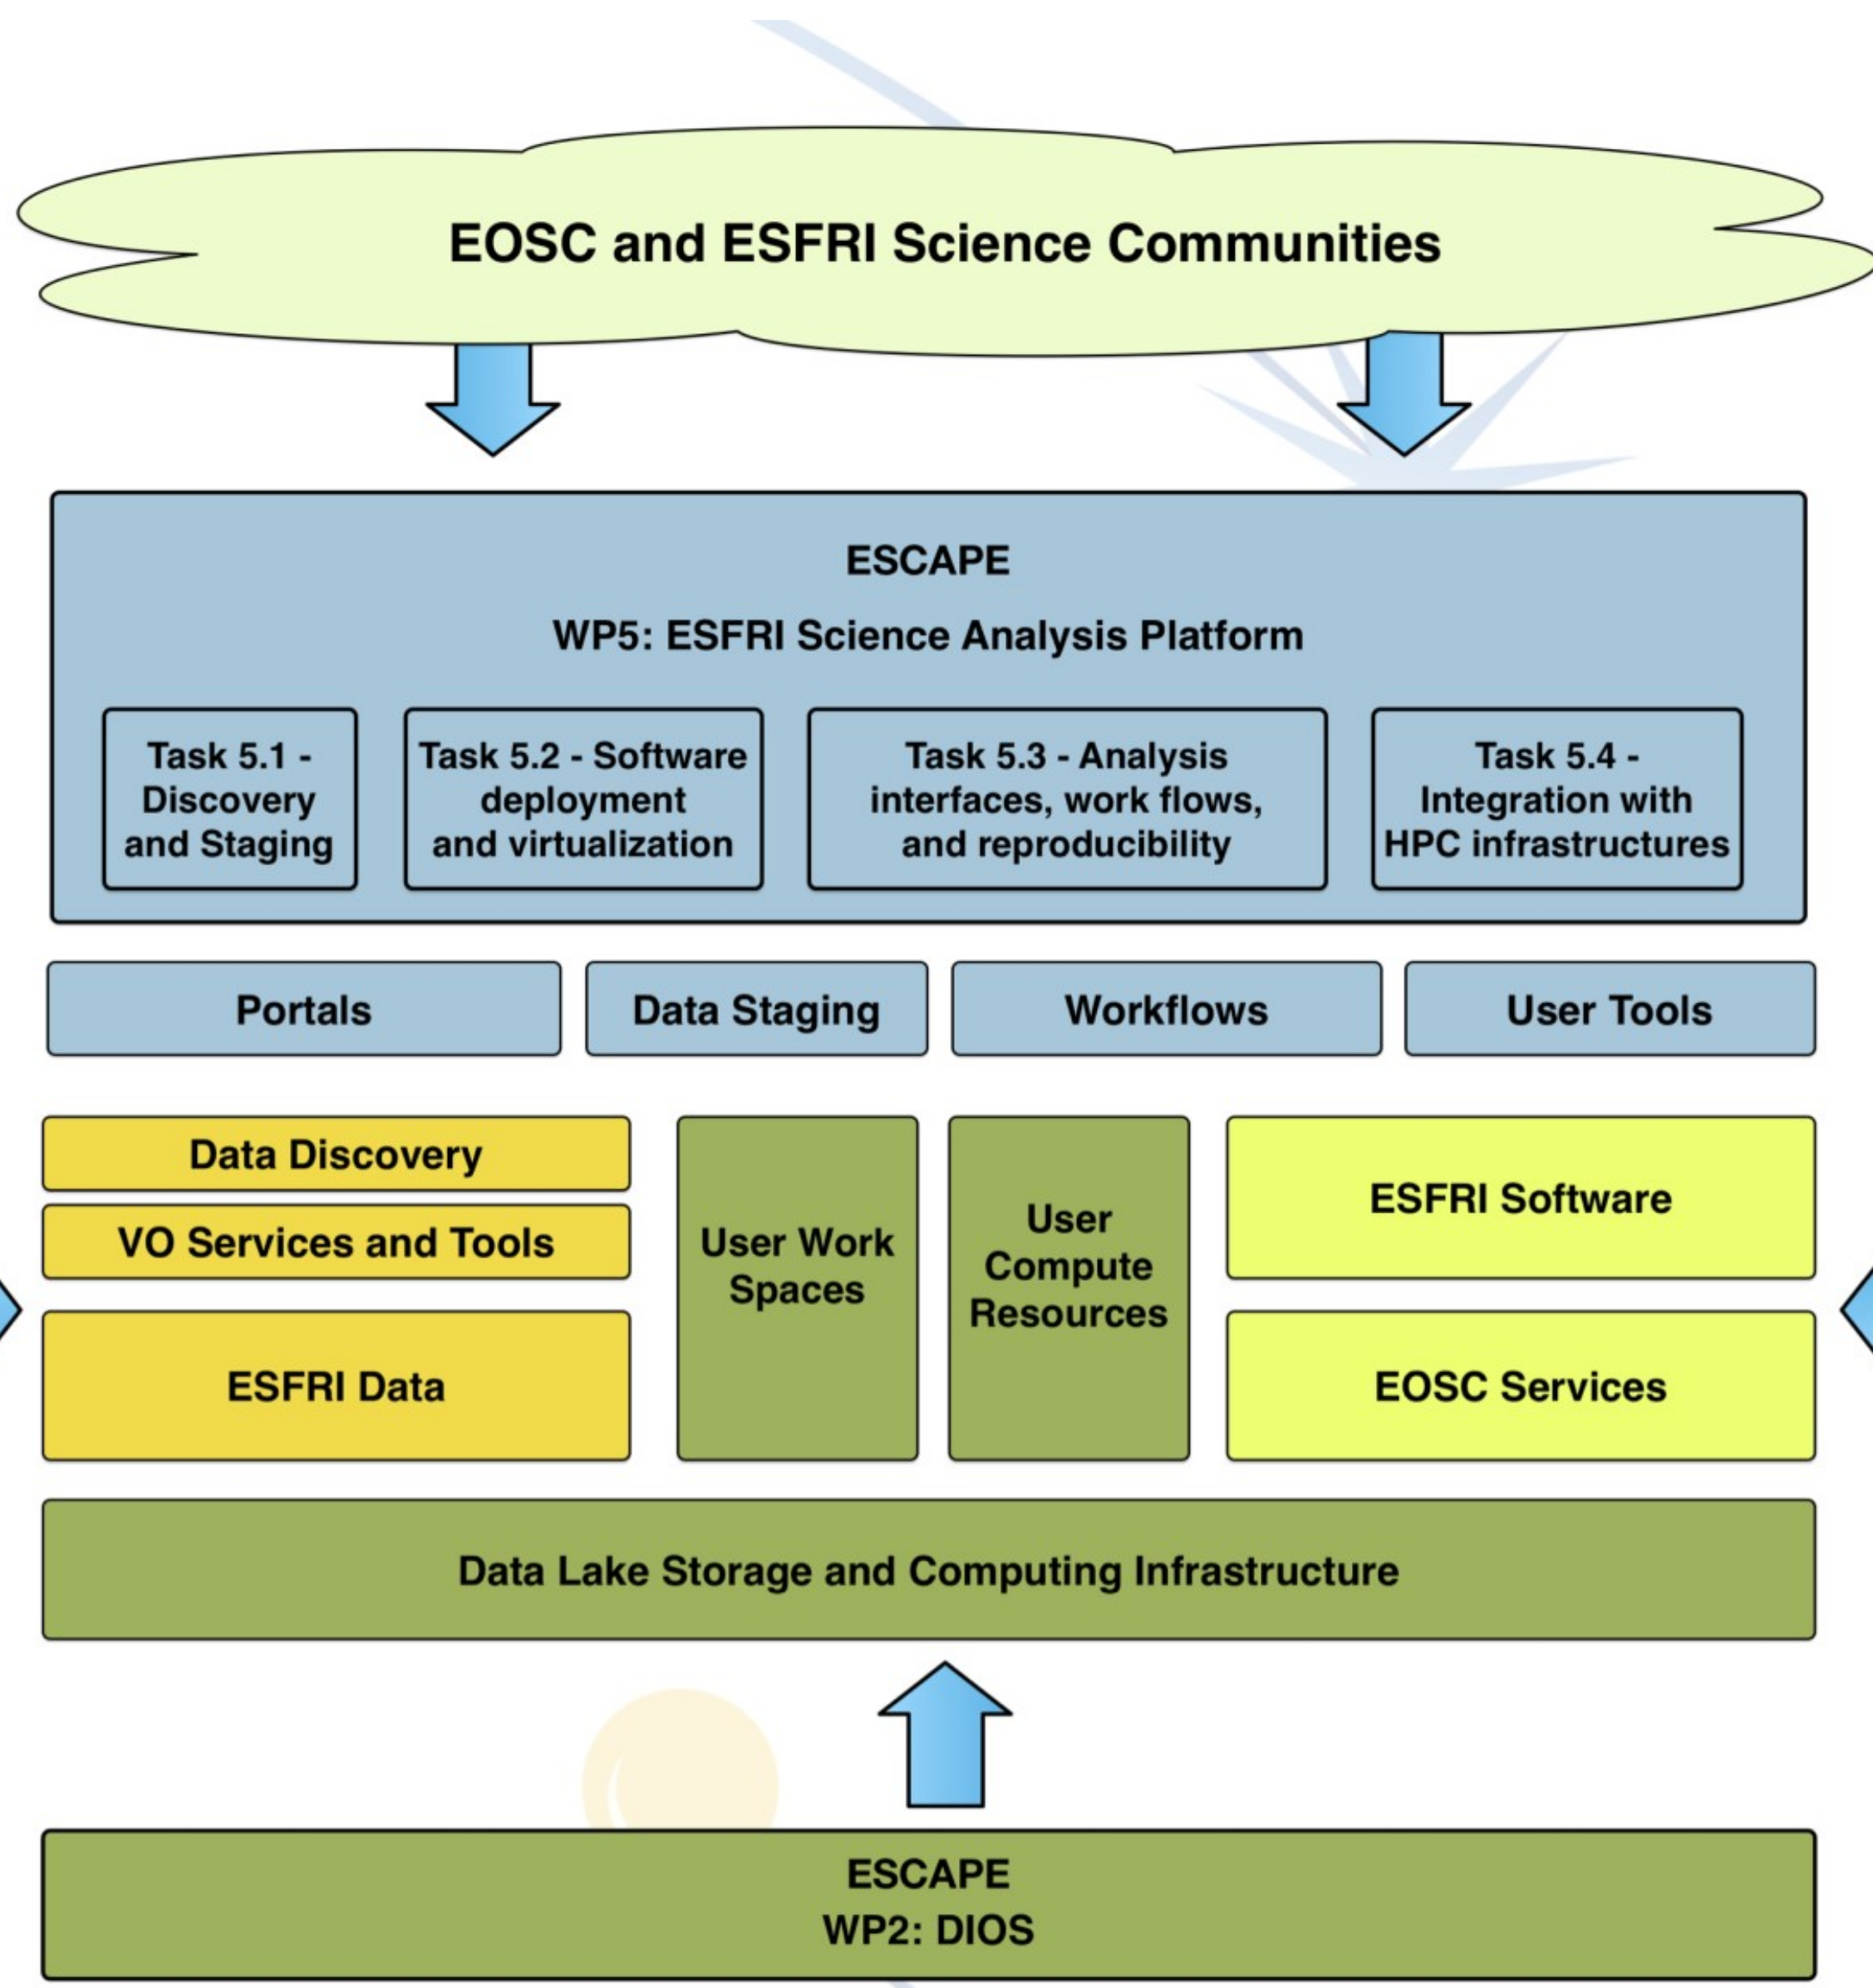 EOSC and ESFRI Science Communities
ESCAPE
WP5: ESFRI Science Analysis Platform
Task 5.1 -
Discovery
and Staging
Task 5.2 - Software
deployment
and virtualization
Task 5.3 - Analysis
interfaces, work flows,
and reproducibility
Task 5.4 -
Integration with
HPC infrastructures
Portals
Data Staging
Workflows
User Tools
Data Discovery
VO Services and Tools
ESFRI Data
User Work
Spaces
User
Compute
Resources
ESFRI Software
EOSC Services
Data Lake Storage and Computing Infrastructure
ESCAPE
WP2: DIOS